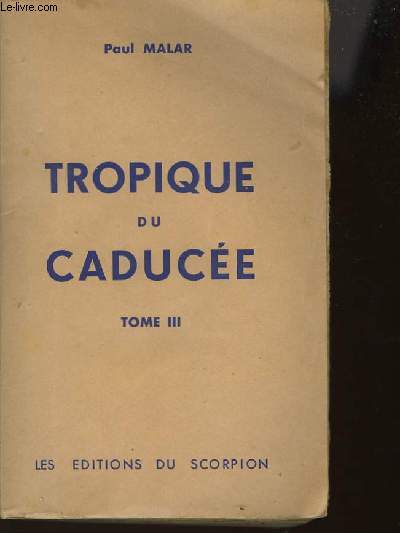 Le-livre.com
Paul MALAR
TROPIQUE
DU
CADUCÉE
TOME III
LES EDITIONS DU SCORPION